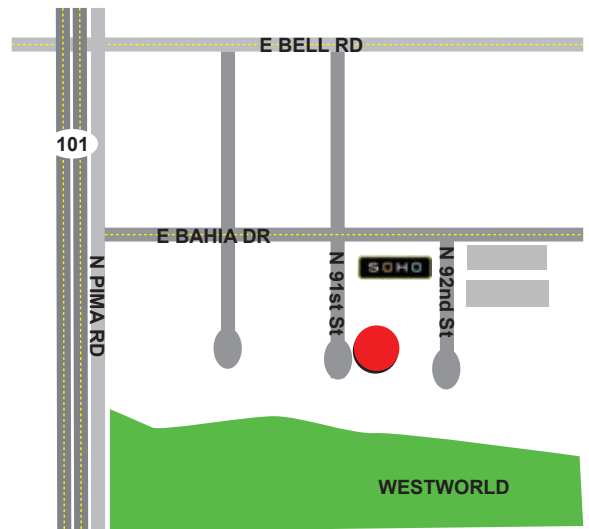 E BELL RD
101
E BAHIA DR
N PIMA RD
N 91st St
SOHO
N 92nd St
WESTWORLD